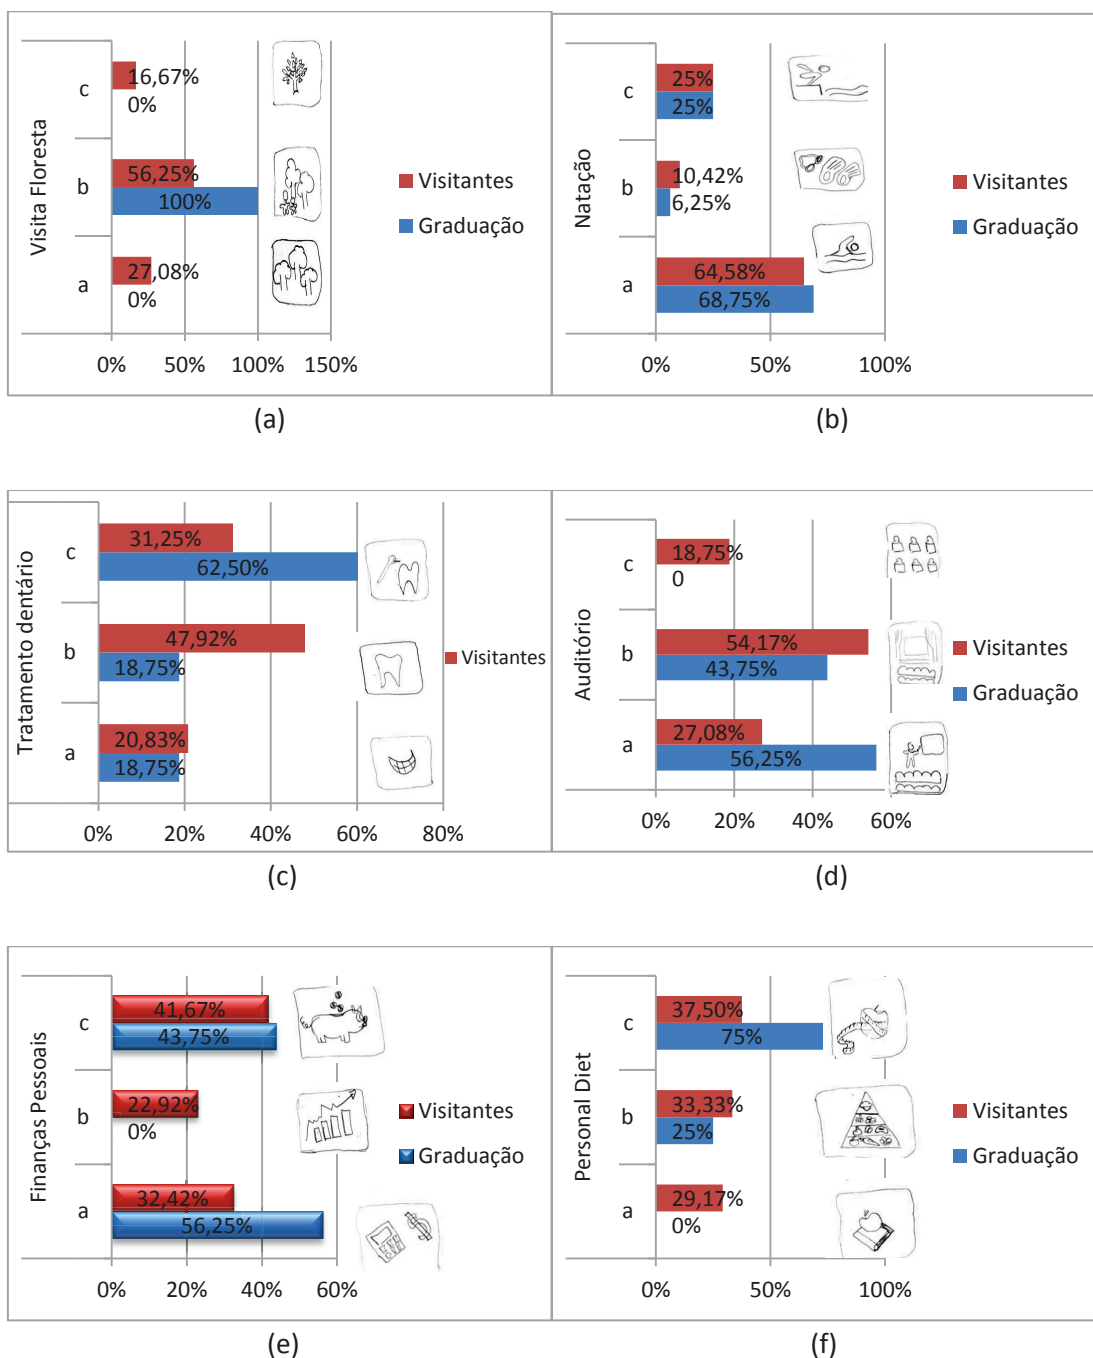 Visita Floresta
c
16,67%
0%
b
56,25%
100%
a
27,08%
0%
0% 50% 100% 150%
Visitantes
Graduação
(a)
Natação
c
25%
25%
b
10,42%
6,25%
a
64,58%
68,75%
0% 50% 100%
Visitantes
Graduação
(b)
Tratamento dentário
c
31,25%
62,50%
b
47,92%
18,75%
a
20,83%
18,75%
0% 20% 40% 60% 80%
Visitantes
(c)
Auditório
c
18,75%
0
b
54,17%
43,75%
a
27,08%
56,25%
0% 20% 40% 60%
Visitantes
Graduação
(d)
Finanças Pessoais
c
41,67%
43,75%
b
22,92%
0%
a
32,42%
56,25%
0% 20% 40% 60%
Visitantes
Graduação
(e)
Personal Diet
c
37,50%
75%
b
33,33%
25%
a
29,17%
0%
0% 50% 100%
Visitantes
Graduação
(f)